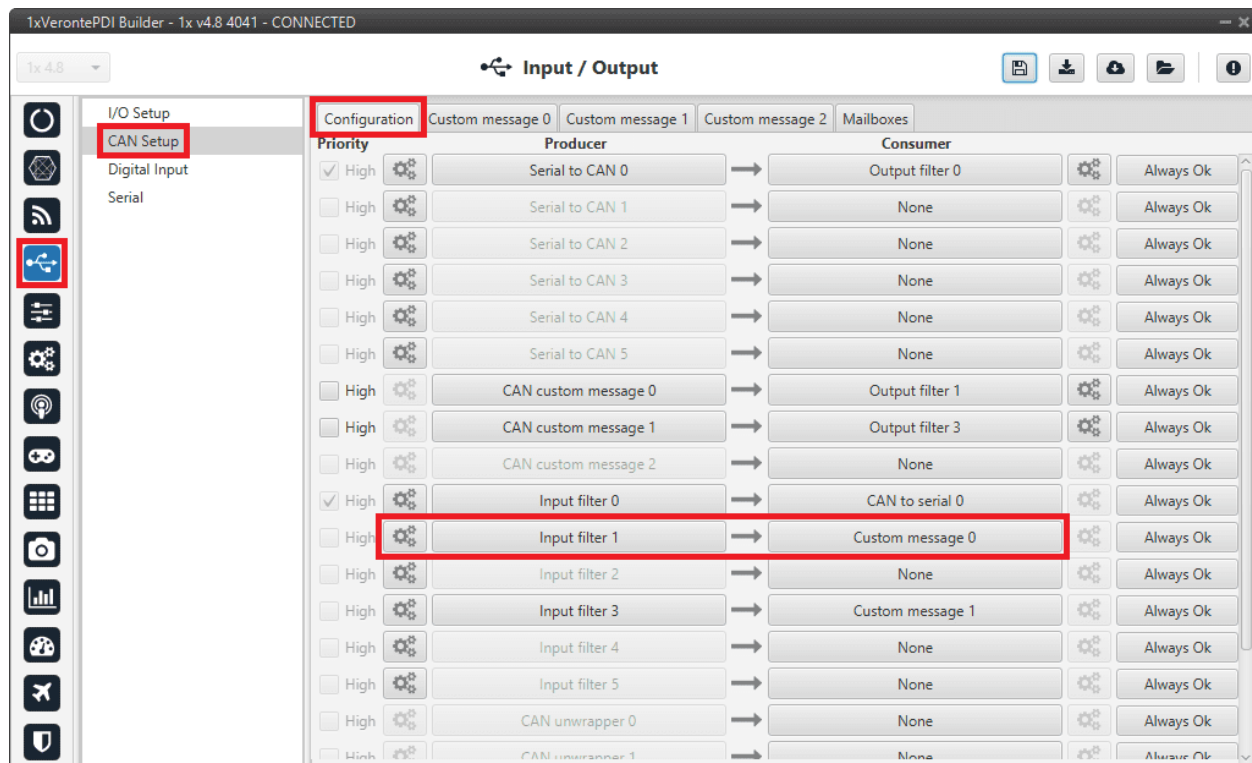 1xVerontePDI Builder - 1x v4.8 4041 - CONNECTED
1x 4.8
Input / Output
I/O Setup
CAN Setup
Digital Input
Serial
Configuration Custom message 0 Custom message 1 Custom message 2 Mailboxes
Priority Producer Consumer
High Serial to CAN 0 Output filter 0 Always Ok
High Serial to CAN 1 None Always Ok
High Serial to CAN 2 None Always Ok
High Serial to CAN 3 None Always Ok
High Serial to CAN 4 None Always Ok
High Serial to CAN 5 None Always Ok
High CAN custom message 0 Output filter 1 Always Ok
High CAN custom message 1 Output filter 3 Always Ok
High CAN custom message 2 None Always Ok
High Input filter 0 CAN to serial 0 Always Ok
High Input filter 1 Custom message 0 Always Ok
High Input filter 2 None Always Ok
High Input filter 3 Custom message 1 Always Ok
High Input filter 4 None Always Ok
High Input filter 5 None Always Ok
High CAN unwrapper 0 None Always Ok
High CAN unwrapper 1 None Always Ok